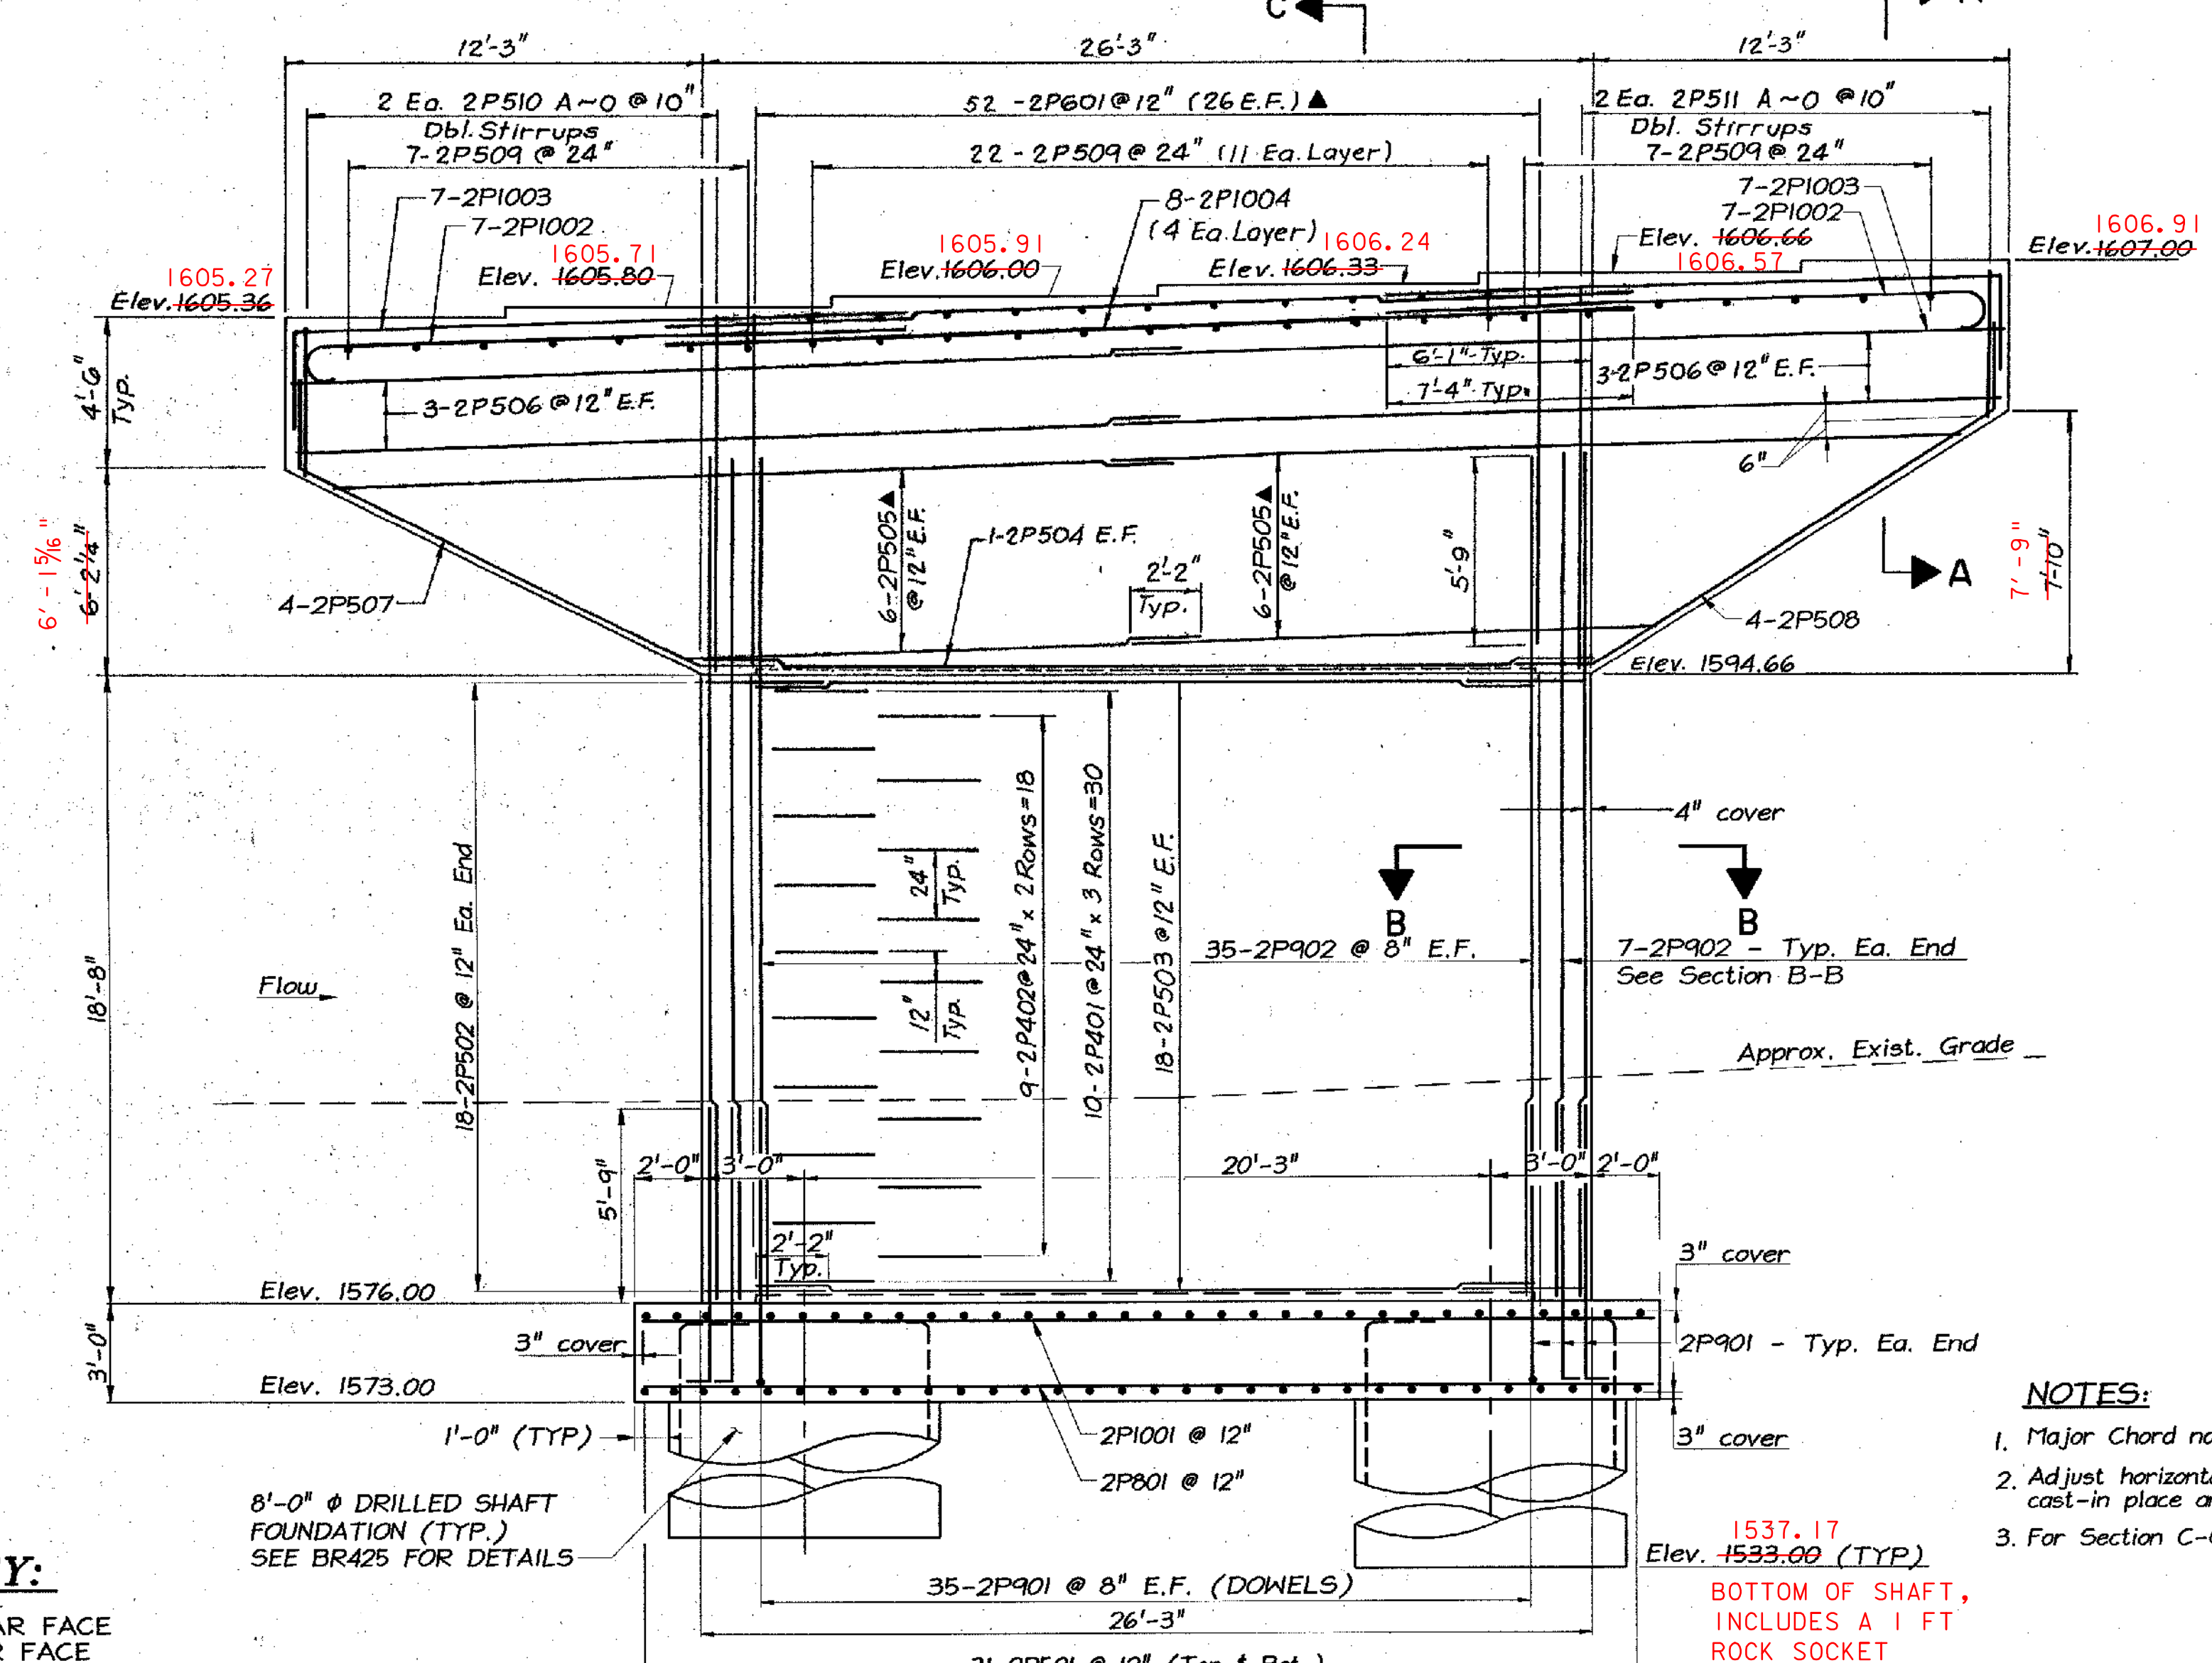 C
12'-3"
26'-3"
12'-3"
2 Ea. 2P510 A~O @10"
52 -2P601@12" (26 E.F.) ▲
2 Ea. 2P511 A~O @10"
Dbl. Stirrups
Dbl. Stirrups
7-2P509 @ 24"
22 - 2P509@ 24" (11 Ea. Layer)
7-2P509@ 24"
7-2P1003
8-2P1004
7-2P1003
7-2P1002
(4 Ea. Layer)
7-2P1002
1605.27
1605.71
1605.91
1606.24
1606.91
Elev. 1605.36
Elev. 1605.80
Elev. 1606.00
Elev. 1606.33
Elev. 1606.66
1606.57
Elev. 1607.00
4'-6"
Typ.
3-2P506 @12" E.F.
6'-1" Typ.
7'-4" Typ.
3-2P506@12" E.F.
6"
6' - 1 5/16 "
6'-2 1/4"
6-2P505▲
@12" E.F.
1-2P504 E.F.
2'-2"
Typ.
6-2P505▲
@12" E.F.
5'-9"
A
7' -9"
7'-10"
4-2P507
4-2P508
Elev. 1594.66
18'-8"
18-2P502 @ 12" Ea. End
24"
Typ.
12"
Typ
9-2P402@24" x 2 Rows=18
10-2P401@24" x 3 Rows=30
18-2P503 @12" E.F.
4" cover
B
B
35-2P902 @ 8" E.F.
7-2P902 - Typ. Ea. End
See Section B-B
Flow
Approx. Exist. Grade
5'-9"
2'-0"
3'-0"
20'-3"
3'-0"
2'-0"
2'-2"
Typ.
3" cover
Elev. 1576.00
3'-0"
3" cover
2P901 - Typ. Ea. End
Elev. 1573.00
1'-0" (TYP)
2P1001 @ 12"
3" cover
2P801 @ 12"
8'-0" ϕ DRILLED SHAFT
FOUNDATION (TYP.)
SEE BR425 FOR DETAILS
NOTES:
1. Major Chord
2. Adjust
cast-in place
3. For Section
1537.17
Elev. 1533.00 (TYP)
BOTTOM OF SHAFT,
INCLUDES A 1 FT
ROCK SOCKET
35-2P901 @ 8" E.F. (DOWELS)
26'-3"
Y:
FACE
FACE